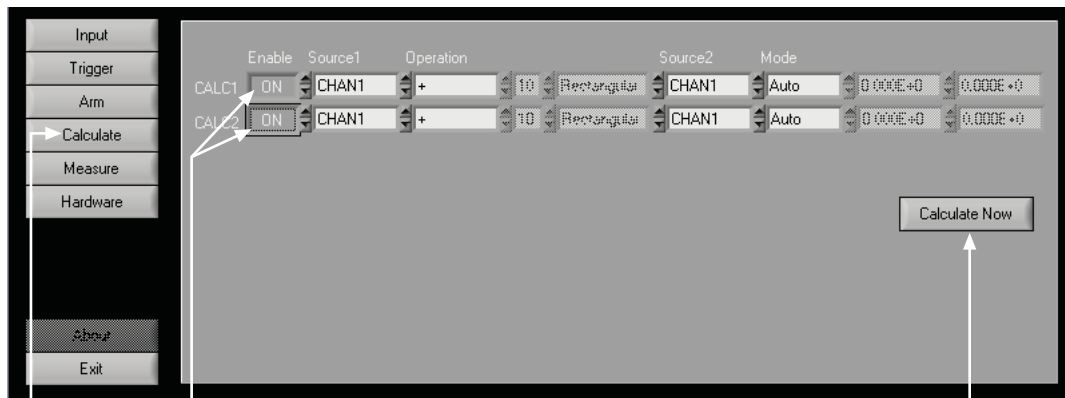 Input
Trigger
Arm
Calculate
Measure
Hardware
About
Exit
Enable Source1 Operation Source2 Mode
CALC1 ON CHAN1 + 10 Rectangular CHAN1 Auto 0.000E+0 0.000E+0
CALC2 ON CHAN1 + 10 Rectangular CHAN1 Auto 0.000E+0 0.000E+0
Calculate Now